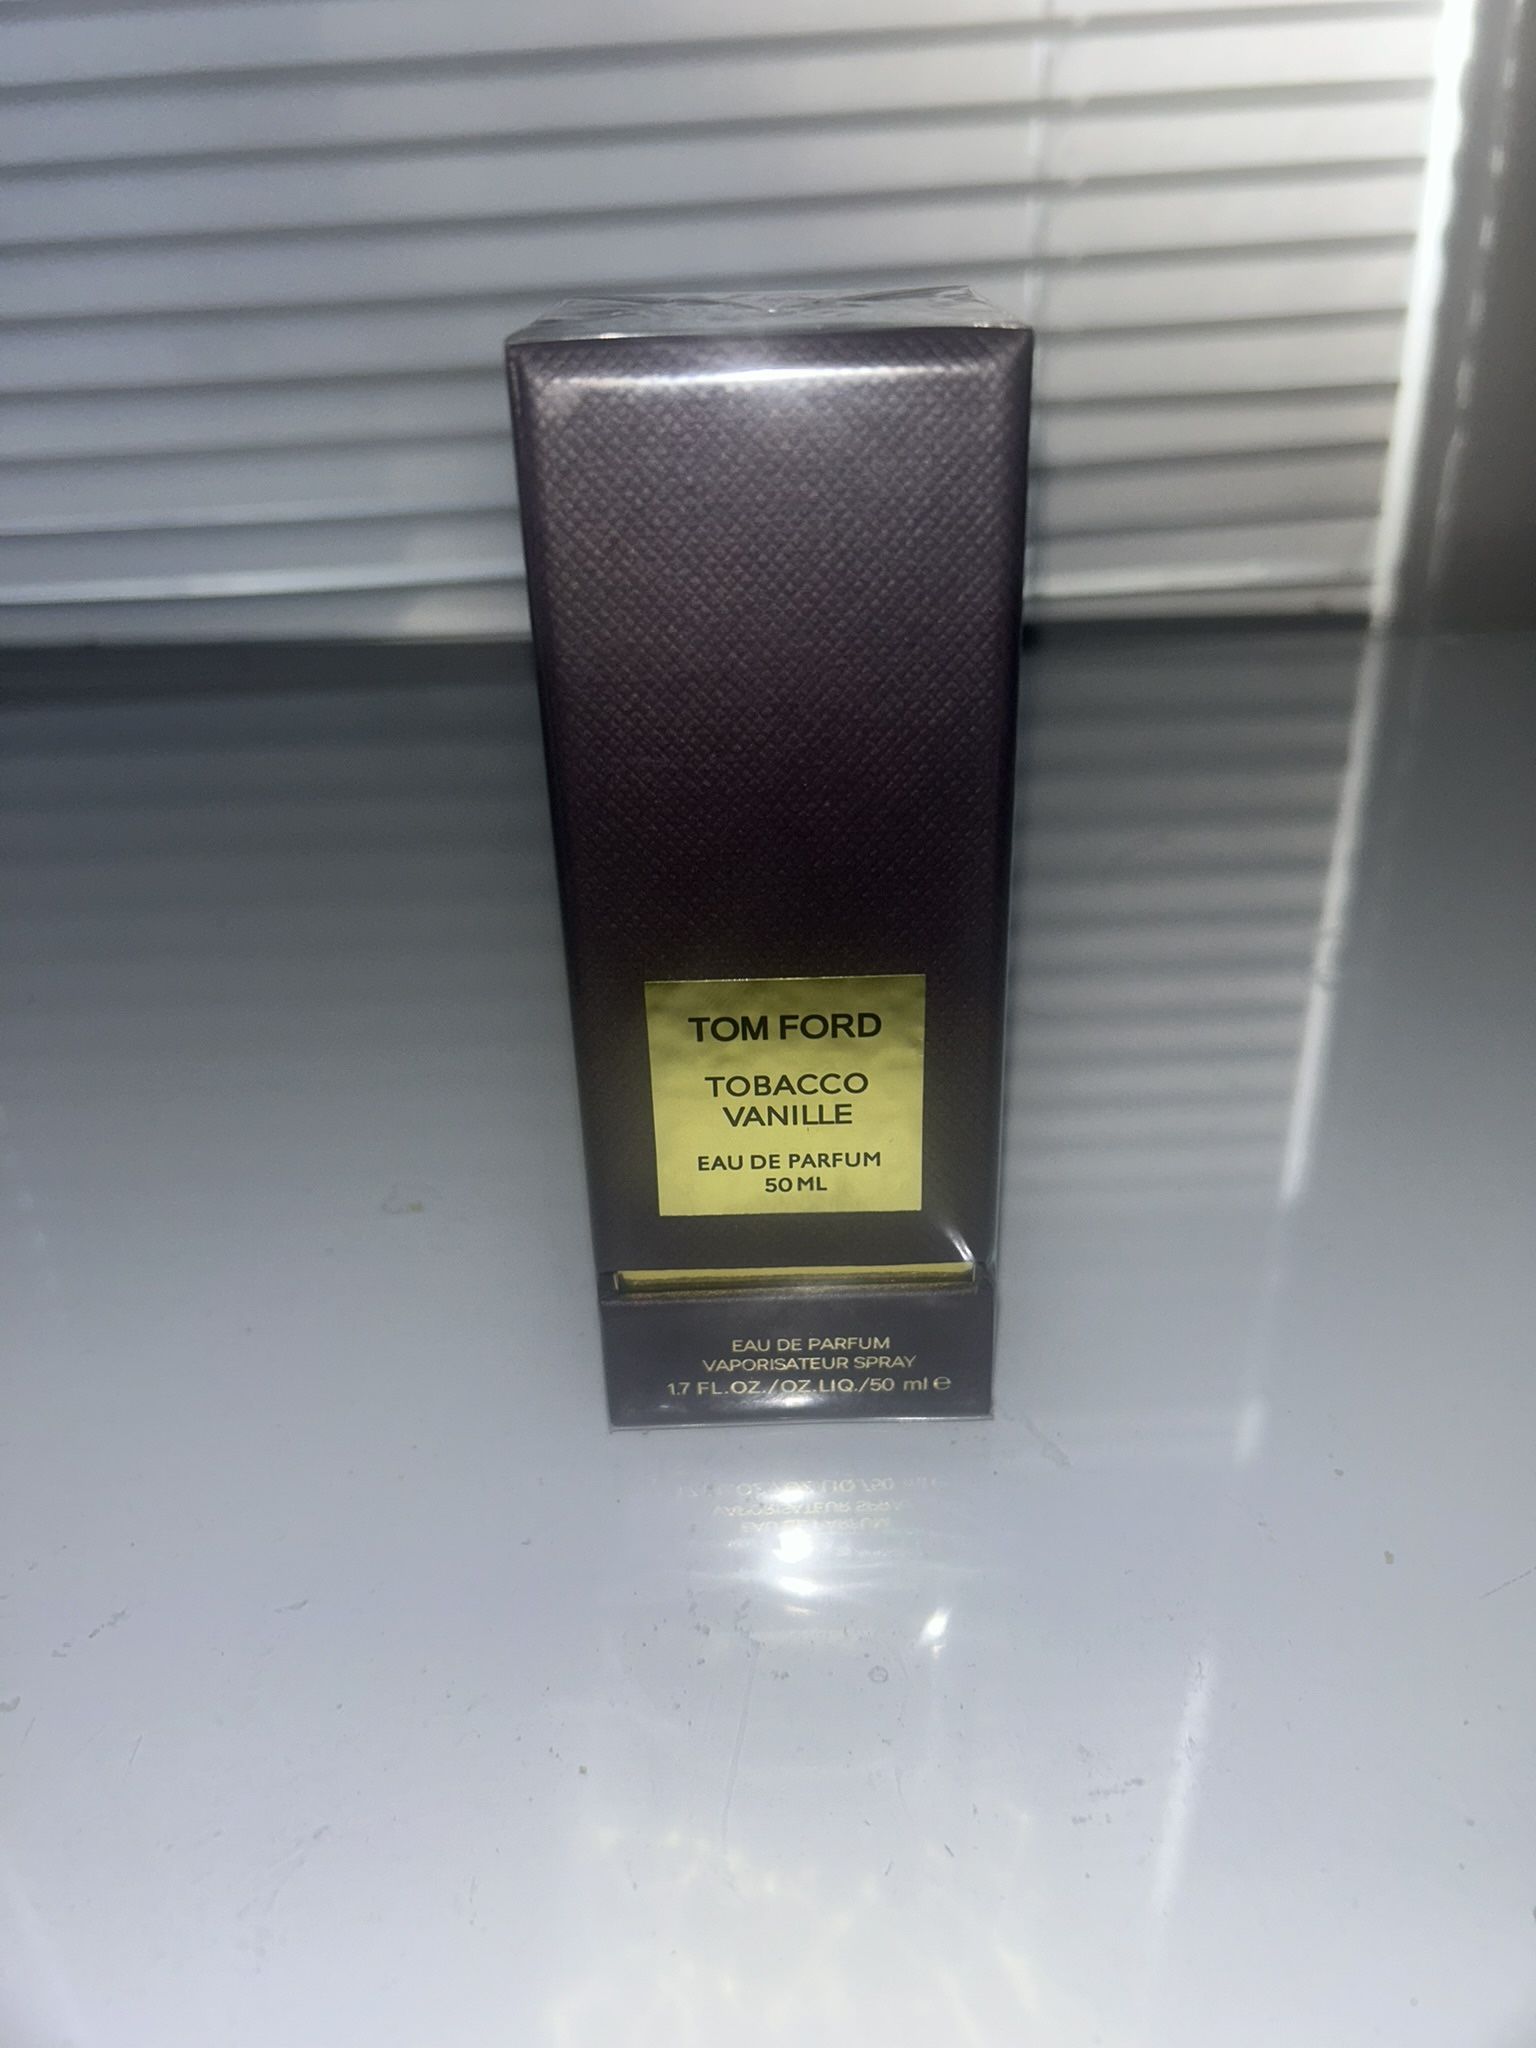 TOM FORD
TOBACCO
VANILLE
EAU DE PARFUM
50 ML
EAU DE PARFUM
VAPORISATEUR SPRAY
1.7 FL.OZ./OZ.LIQ./50 ml ℮